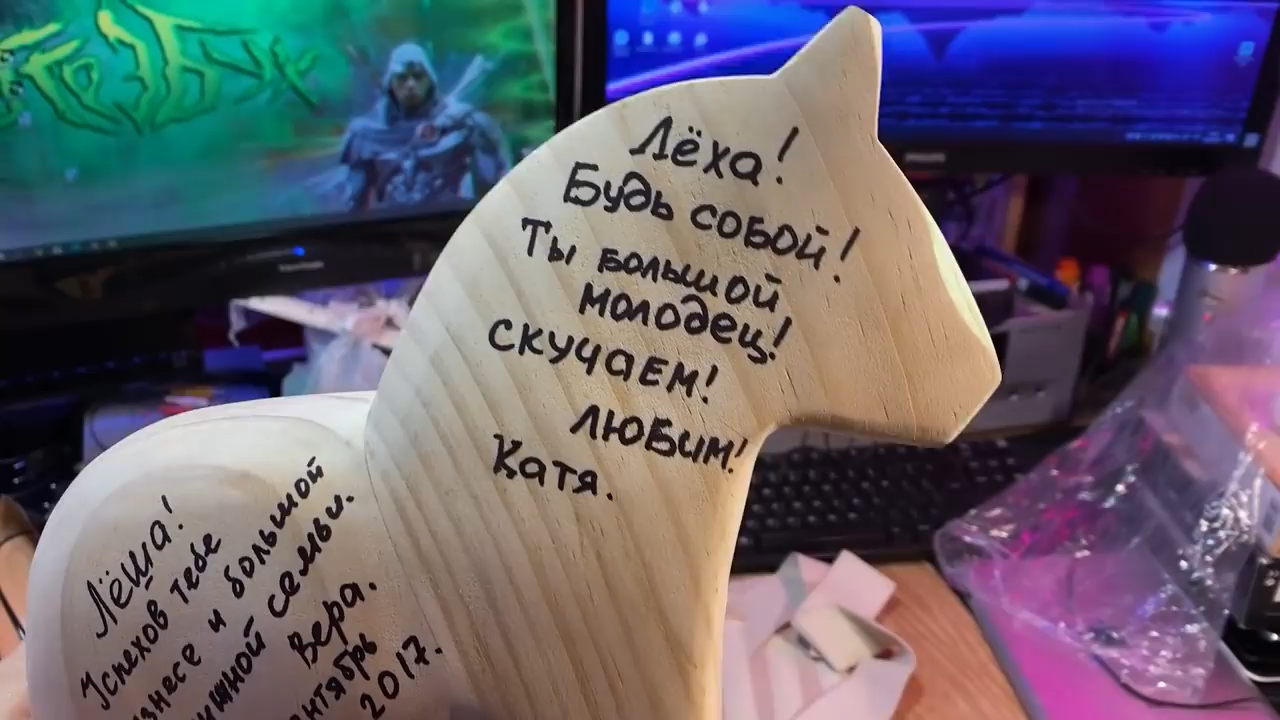 Лёха!
Будь собой!
Ты большой
молодец!
Скучаем!
Любим!
Катя.
Лёша!
Успехов тебе
и большой
семьи.
Вера.
2017.